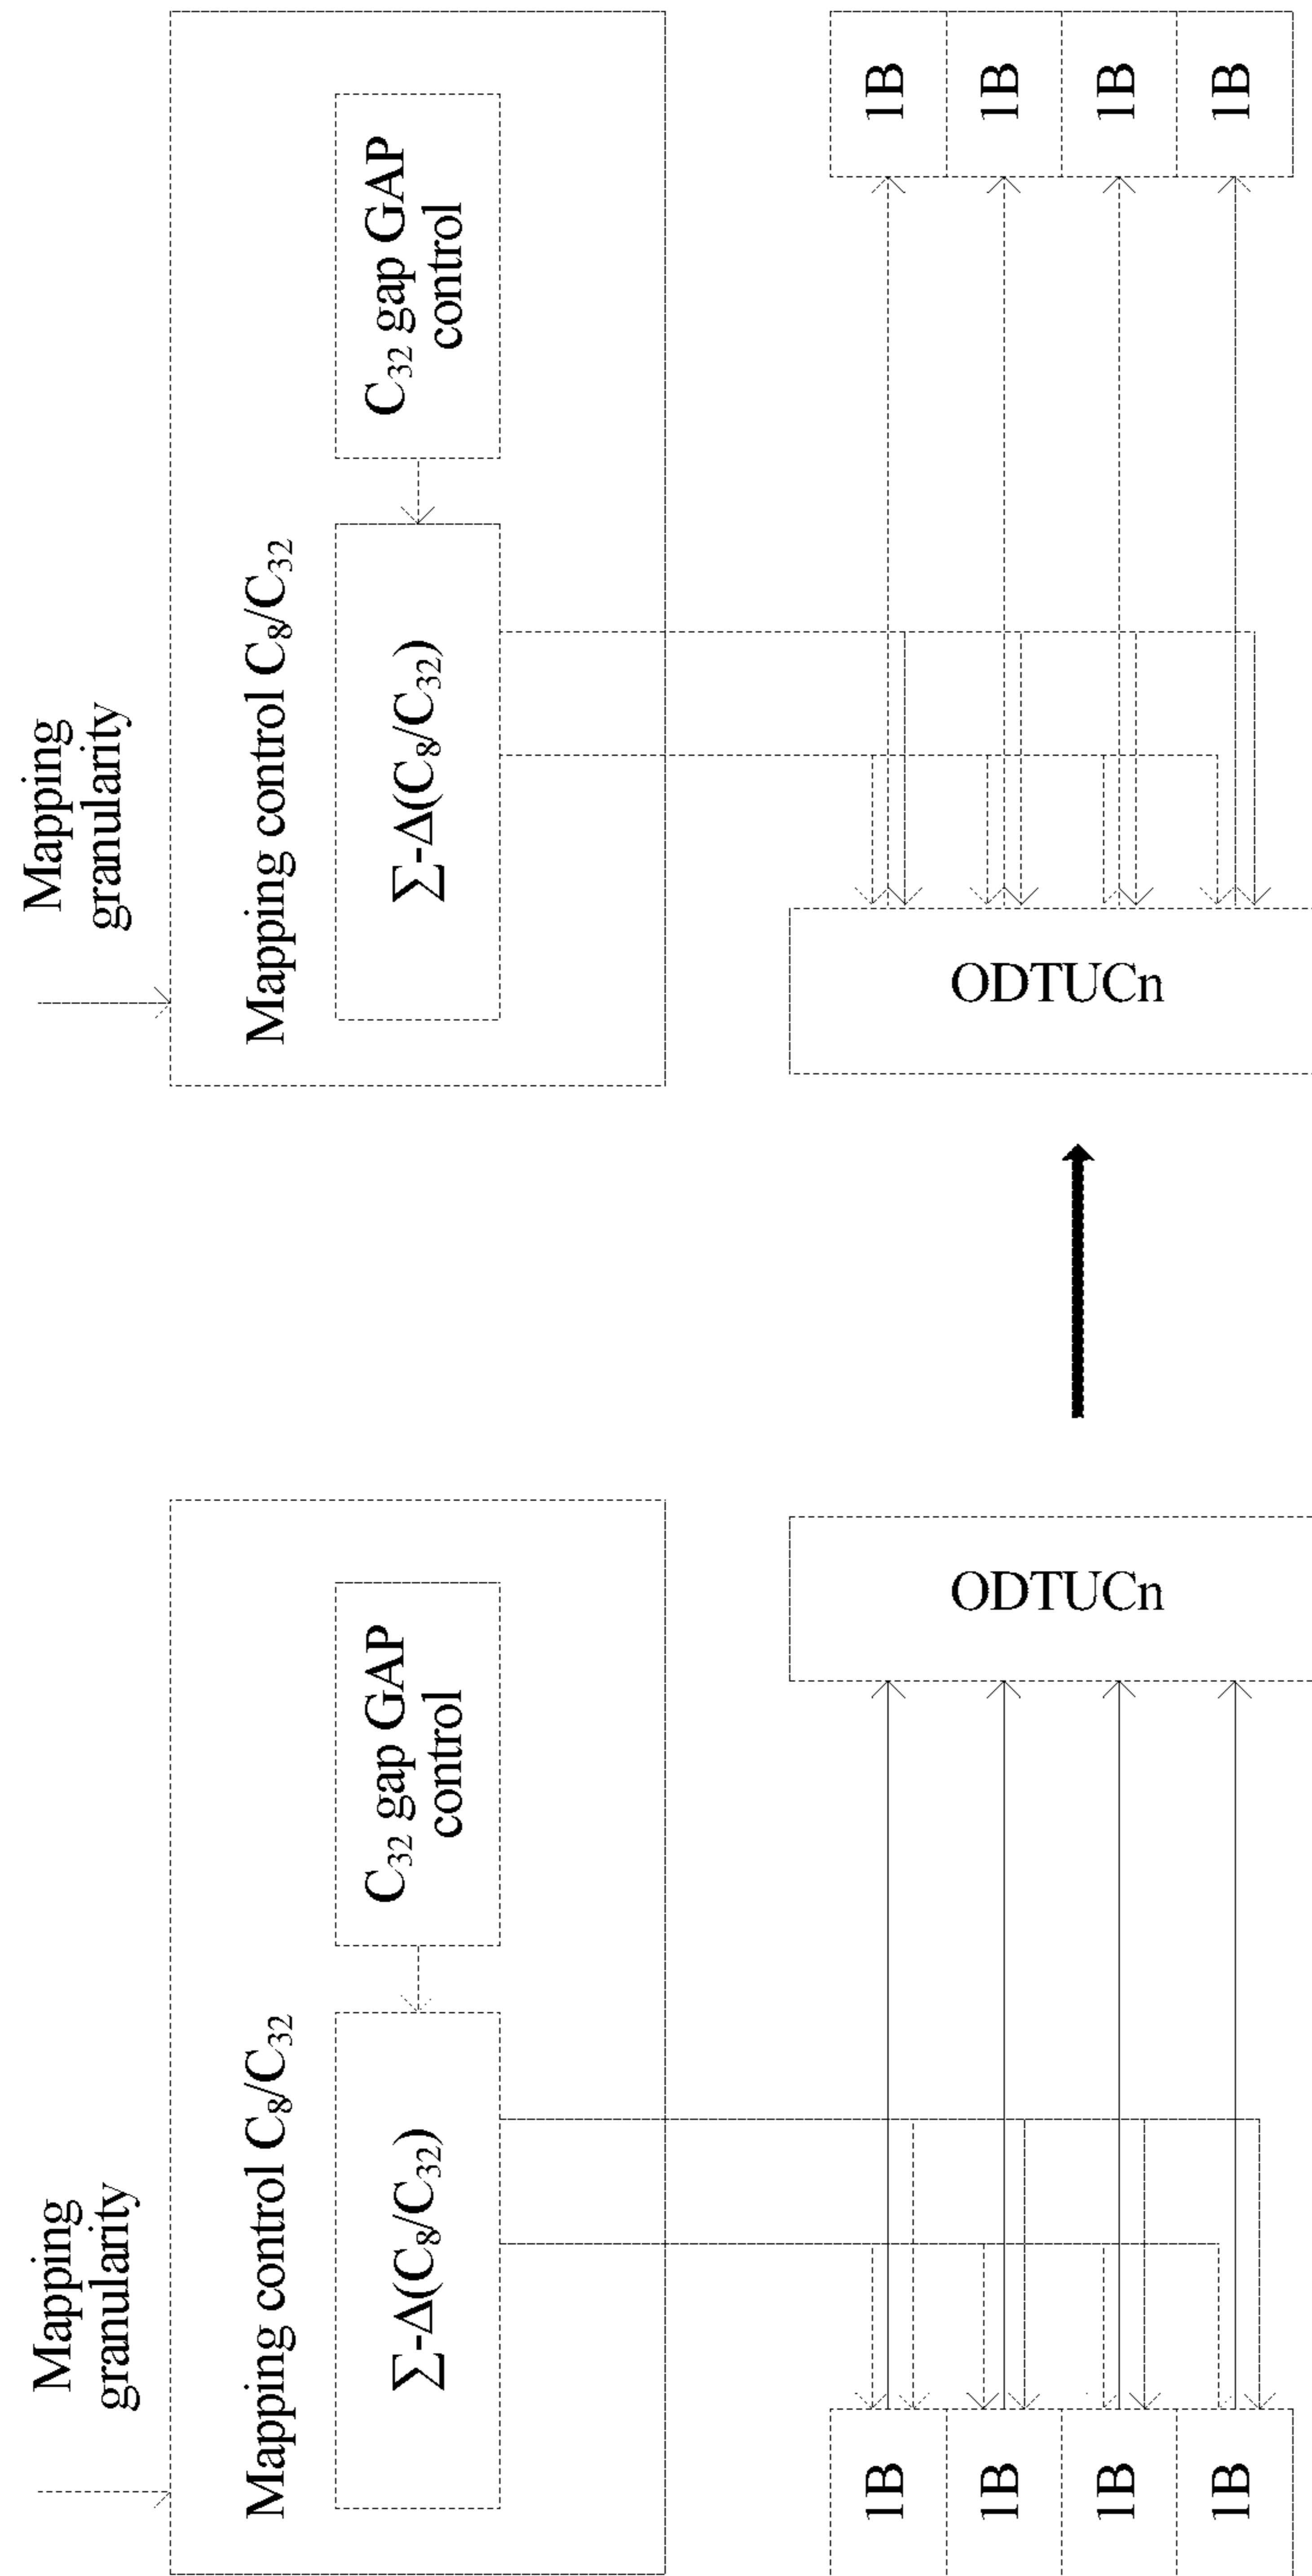 Mapping
granularity
Mapping control C₈/C₃₂
∑-Δ(C₈/C₃₂)
C₃₂ gap GAP
control
1B
1B
1B
1B
ODTUCn
Mapping
granularity
Mapping control C₈/C₃₂
∑-Δ(C₈/C₃₂)
C₃₂ gap GAP
control
ODTUCn
1B
1B
1B
1B